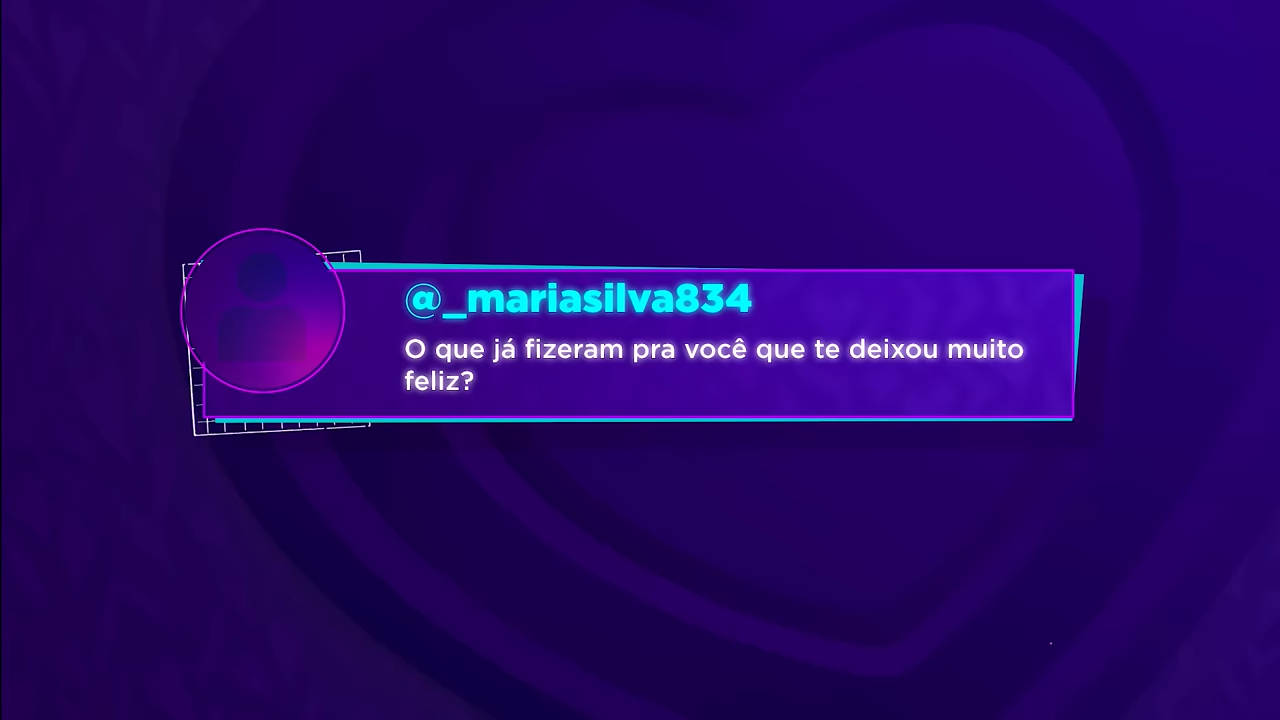 @_mariasilva834
O que já fizeram pra você que te deixou muito
feliz?